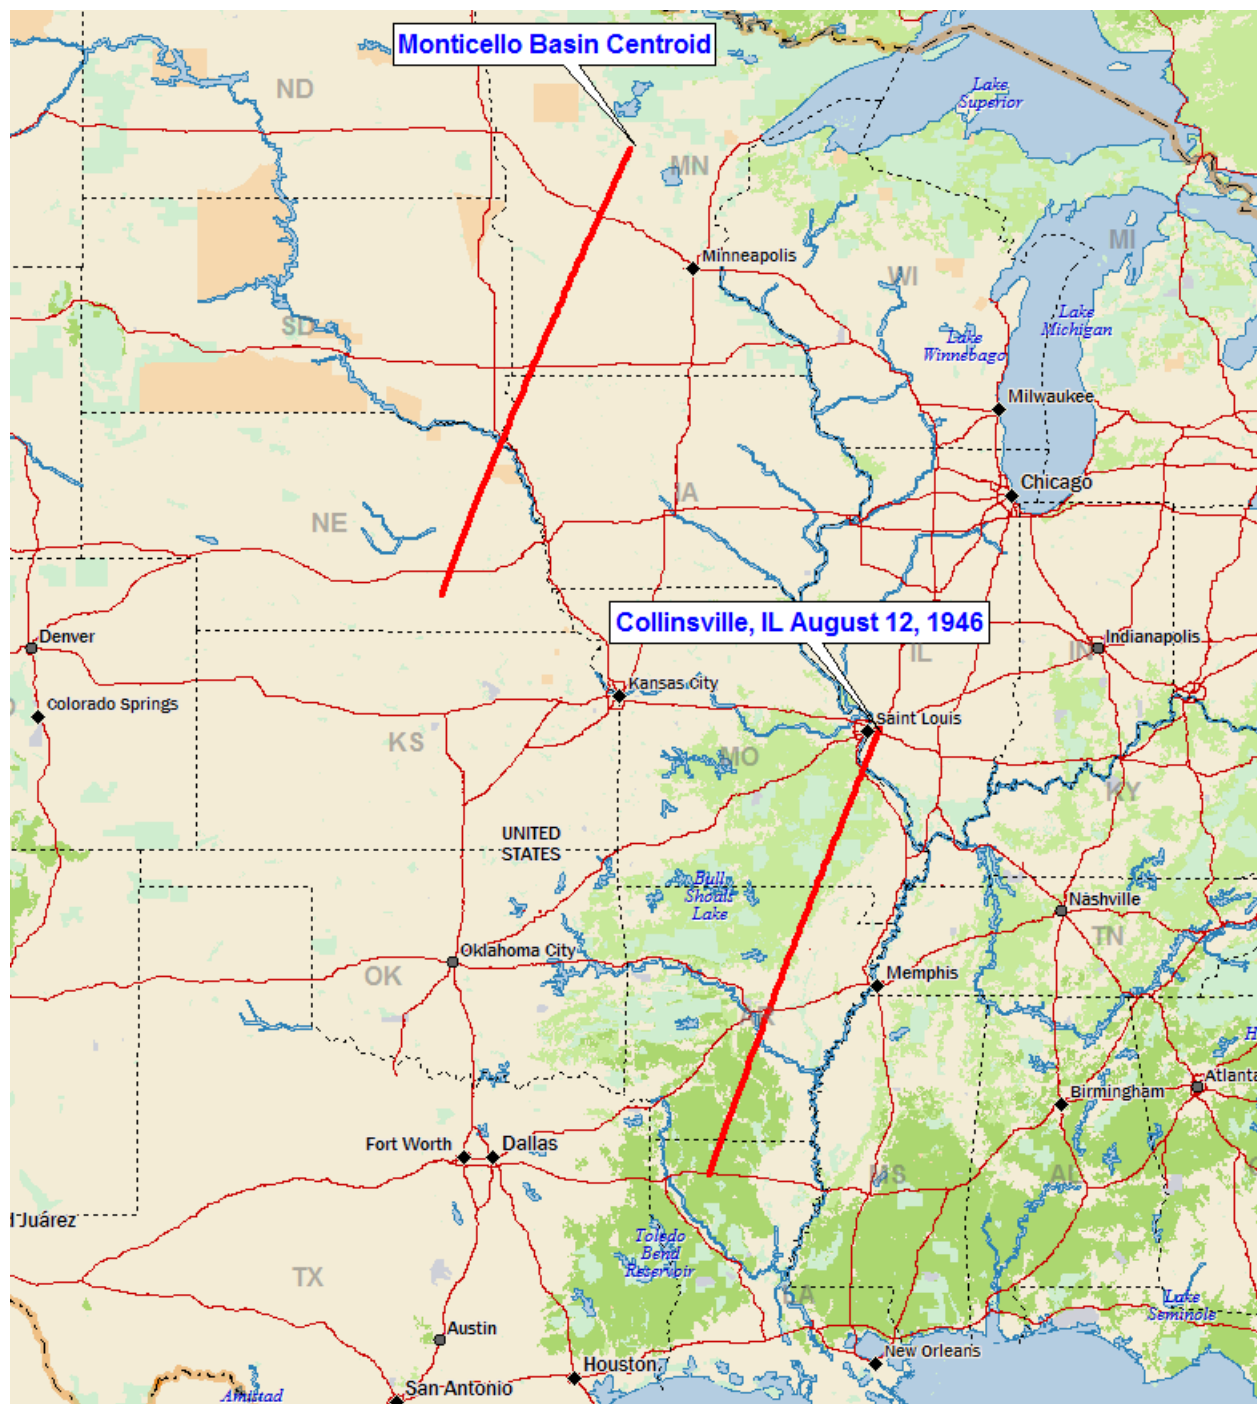 Monticello Basin Centroid
ND
Lake
Superior
MN
MI
Minneapolis
WI
SD
Lake
Michigan
Lake
Winnebago
Milwaukee
Chicago
IA
NE
Collinsville, IL August 12, 1946
Denver
IL
IN
Indianapolis
Kansas City
Colorado Springs
Saint Louis
KS
MO
KY
UNITED
STATES
Bull
Shoals
Lake
Nashville
TN
Oklahoma City
OK
Memphis
AR
H
Atlanta
Birmingham
Fort Worth
Dallas
MS
AL
d Juárez
Toledo
Bend
Reservoir
TX
LA
Lake
Seminole
Austin
New Orleans
Houston
San Antonio
Amistad